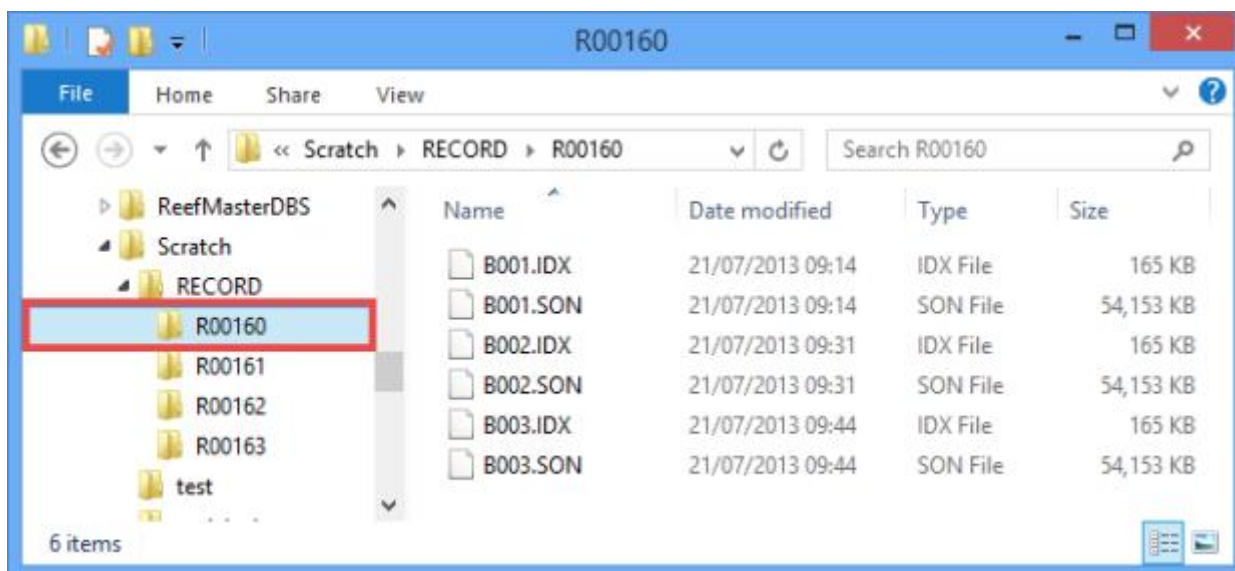 R00160
File Home Share View
« Scratch RECORD R00160 Search R00160
ReefMasterDBS
Scratch
RECORD
R00160
R00161
R00162
R00163
test
Name Date modified Type Size
B001.IDX 21/07/2013 09:14 IDX File 165 KB
B001.SON 21/07/2013 09:14 SON File 54,153 KB
B002.IDX 21/07/2013 09:31 IDX File 165 KB
B002.SON 21/07/2013 09:31 SON File 54,153 KB
B003.IDX 21/07/2013 09:44 IDX File 165 KB
B003.SON 21/07/2013 09:44 SON File 54,153 KB
6 items